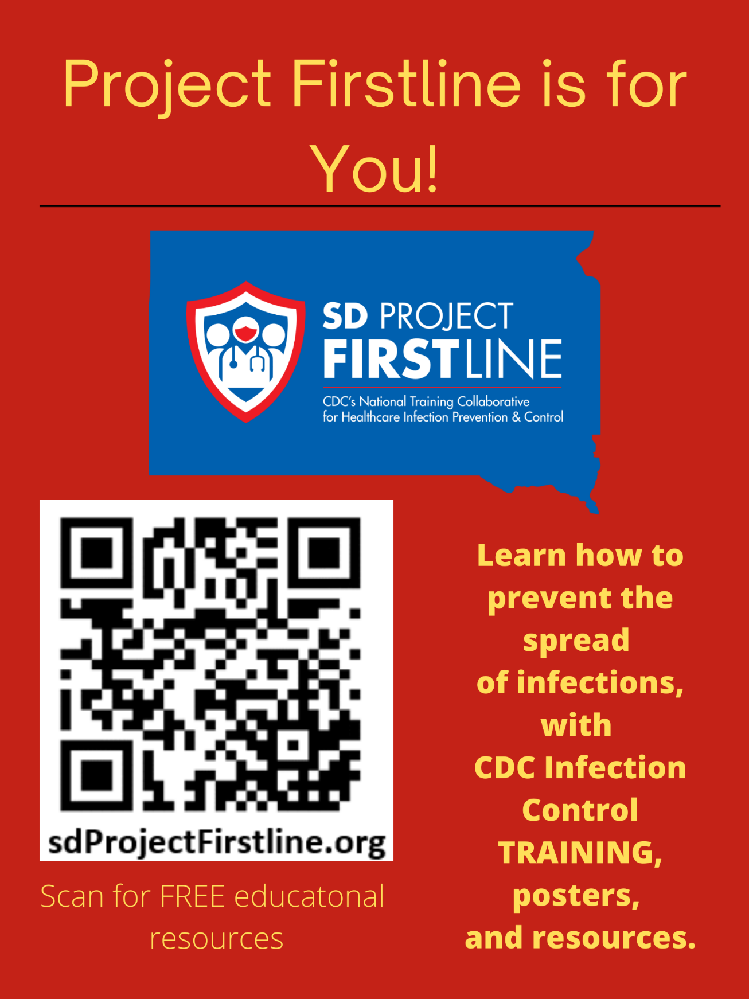 Project Firstline is for
You!
SD PROJECT
FIRSTLINE
CDC's National Training Collaborative
for Healthcare Infection Prevention & Control
sdProjectFirstline.org
Scan for FREE educatonal
resources
Learn how to
prevent the
spread
of infections,
with
CDC Infection
Control
TRAINING,
posters,
and resources.